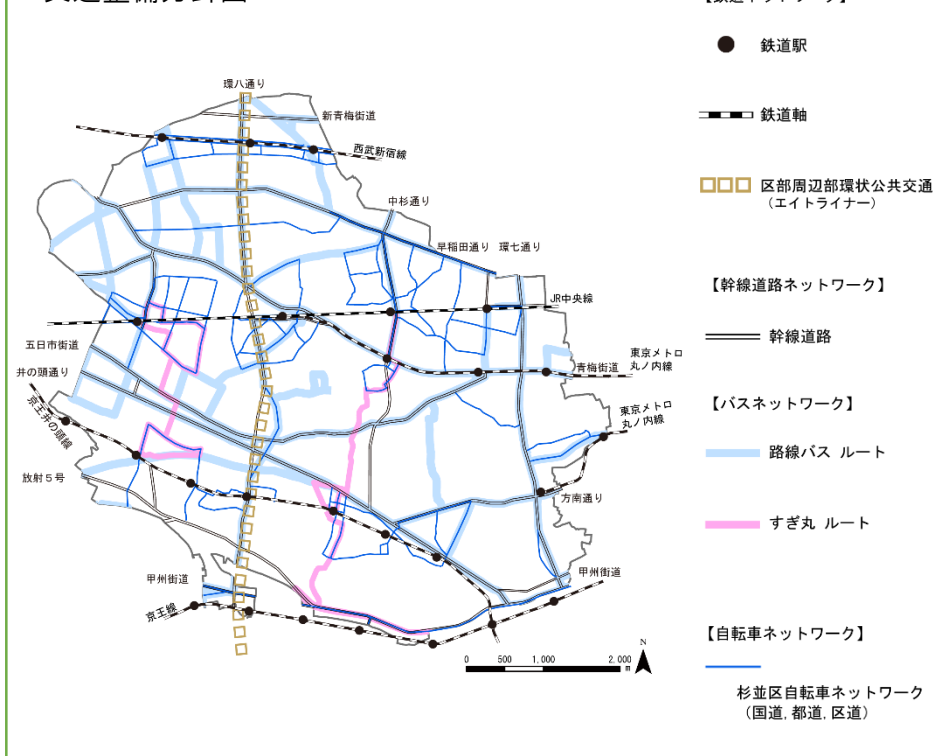 環八通り
新青梅街道
西武新宿線
中杉通り
早稲田通り 環七通り
JR中央線
五日市街道
井の頭通り
京王井の頭線
青梅街道
東京メトロ
丸ノ内線
東京メトロ
丸ノ内線
放射5号
方南通り
甲州街道
甲州街道
京王線
0 500 1,000 2,000
m
N
鉄道駅
鉄道軸
区部周辺部環状公共交通
(エイトライナー)
【幹線道路ネットワーク】
幹線道路
【バスネットワーク】
路線バス ルート
すぎ丸 ルート
【自転車ネットワーク】
杉並区自転車ネットワーク
(国道,都道,区道)